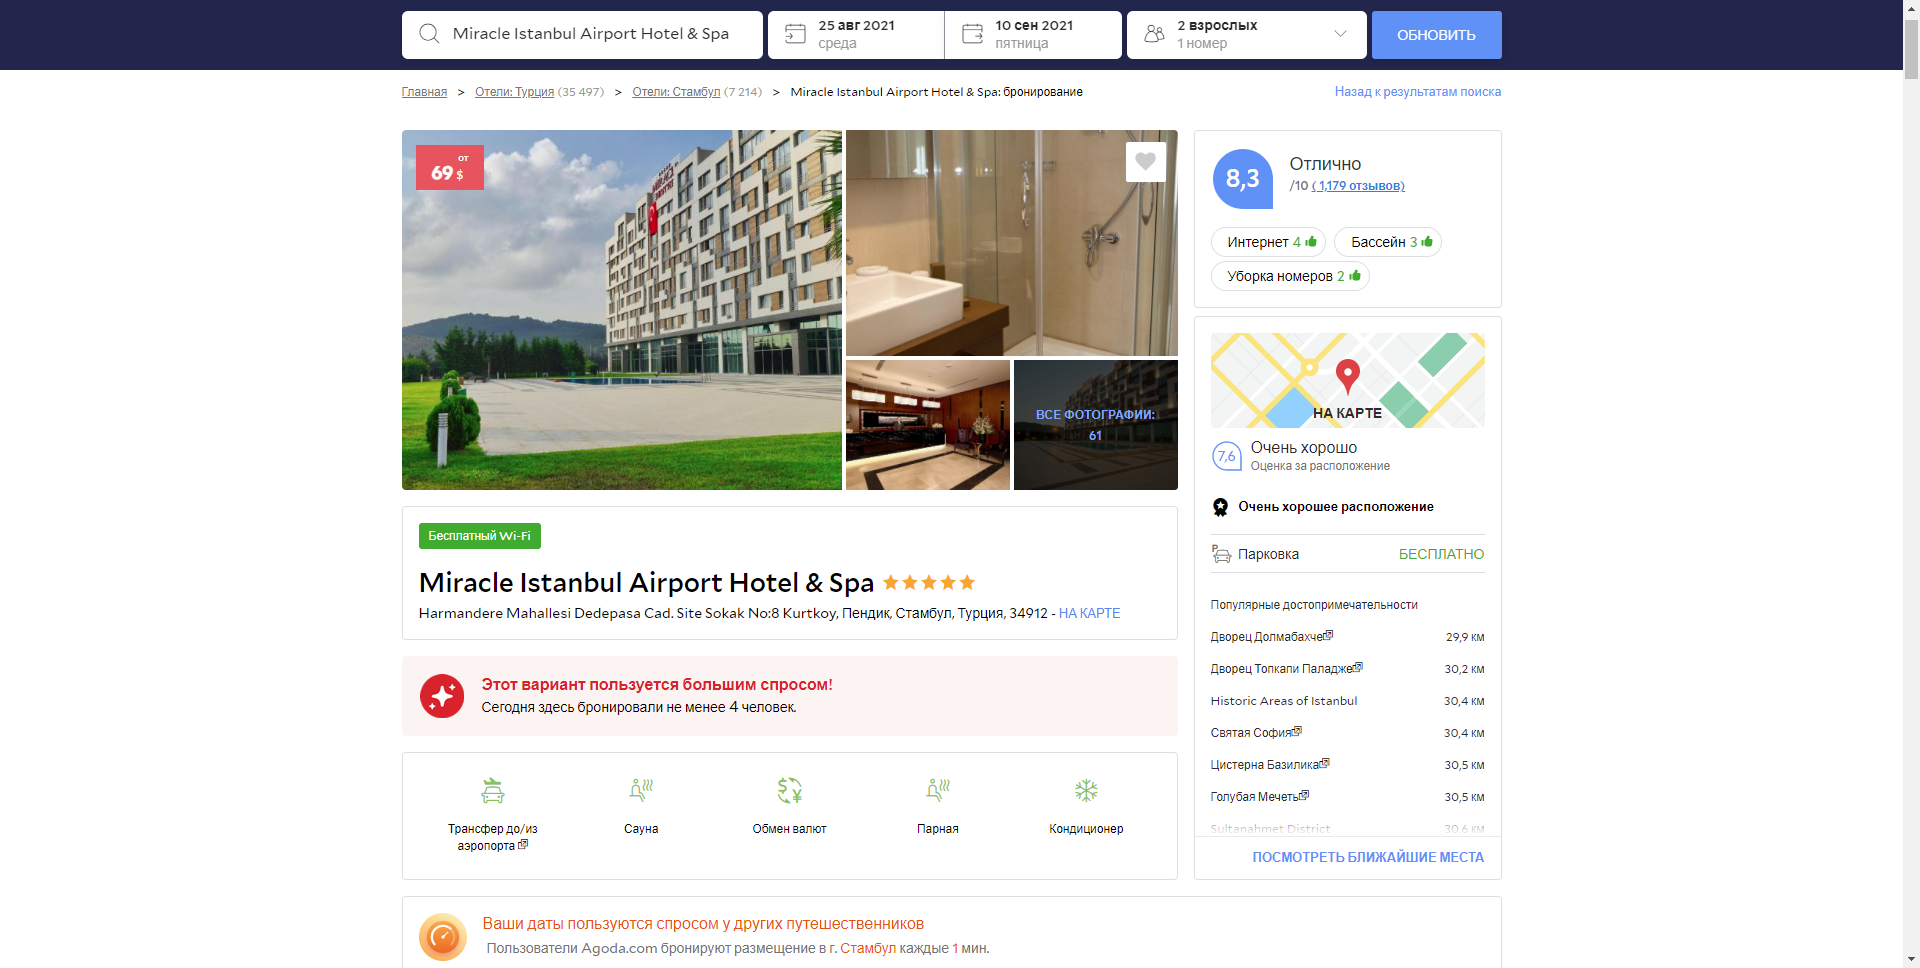 Miracle Istanbul Airport Hotel & Spa
25 авг 2021
среда
10 сен 2021
пятница
2 взрослых
1 номер
ОБНОВИТЬ
Главная > Отели: Турция (35 497) > Отели: Стамбул (7 214) > Miracle Istanbul Airport Hotel & Spa: бронирование
Назад к результатам поиска
от
69 $
ВСЕ ФОТОГРАФИИ:
61
8,3
Отлично
/10 ( 1,179 отзывов)
Интернет 4
Бассейн 3
Уборка номеров 2
НА КАРТЕ
7,6
Очень хорошо
Оценка за расположение
Очень хорошее расположение
P
Парковка
БЕСПЛАТНО
Популярные достопримечательности
Дворец Долмабахче 29,9 км
Дворец Топкапи Паладже 30,2 км
Historic Areas of Istanbul 30,4 км
Святая София 30,4 км
Цистерна Базилика 30,5 км
Голубая Мечеть 30,5 км
Sultanahmet District 30,6 км
ПОСМОТРЕТЬ БЛИЖАЙШИЕ МЕСТА
Бесплатный Wi-Fi
Miracle Istanbul Airport Hotel & Spa
Harmandere Mahallesi Dedepasa Cad. Site Sokak No:8 Kurtkoy, Пендик, Стамбул, Турция, 34912 - НА КАРТЕ
Этот вариант пользуется большим спросом!
Сегодня здесь бронировали не менее 4 человек.
Трансфер до/из
аэропорта
Сауна
Обмен валют
Парная
Кондиционер
Ваши даты пользуются спросом у других путешественников
Пользователи Agoda.com бронируют размещение в г. Стамбул каждые 1 мин.